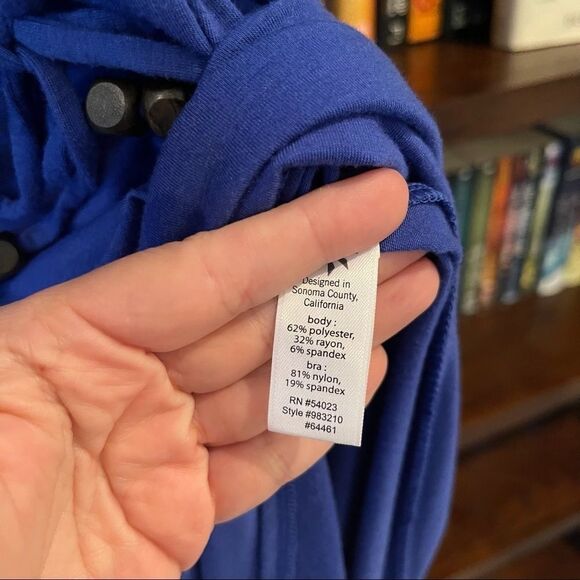 Designed in
Sonoma County,
California
body :
62% polyester,
32% rayon,
6% spandex
bra :
81% nylon,
19% spandex
RN #54023
Style #983210
#64461